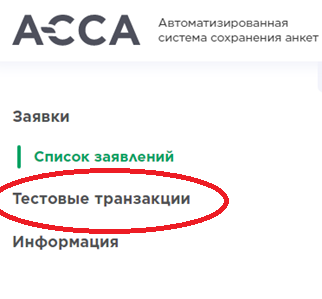 АССА
Автоматизированная
система сохранения анкет
Заявки
Список заявлений
Тестовые транзакции
Информация